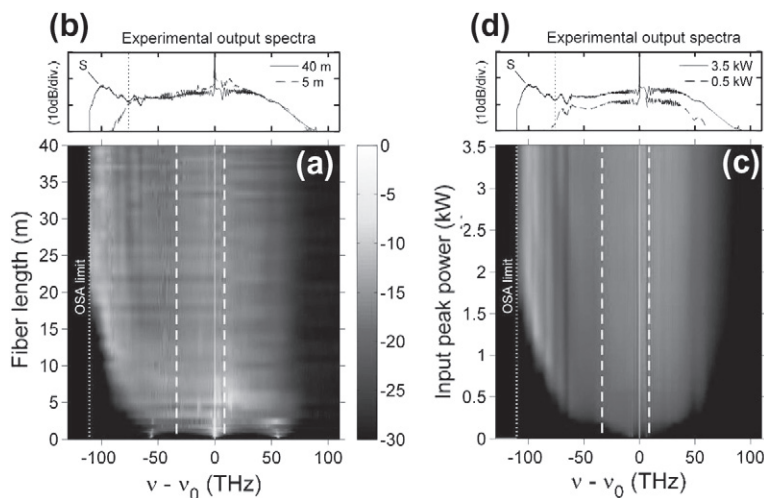 (b)
Experimental output spectra
(10dB/div.)
S
40 m
5 m
(a)
Fiber length (m)
40
35
30
25
20
15
10
5
0
OSA limit
-100 -50 0 50 100
ν - ν0 (THz)
0
-5
-10
-15
-20
-25
-30
(d)
Experimental output spectra
(10dB/div.)
S
3.5 kW
0.5 kW
(c)
Input peak power (kW)
3.5
3
2.5
2
1.5
1
0.5
0
OSA limit
-100 -50 0 50 100
ν - ν0 (THz)